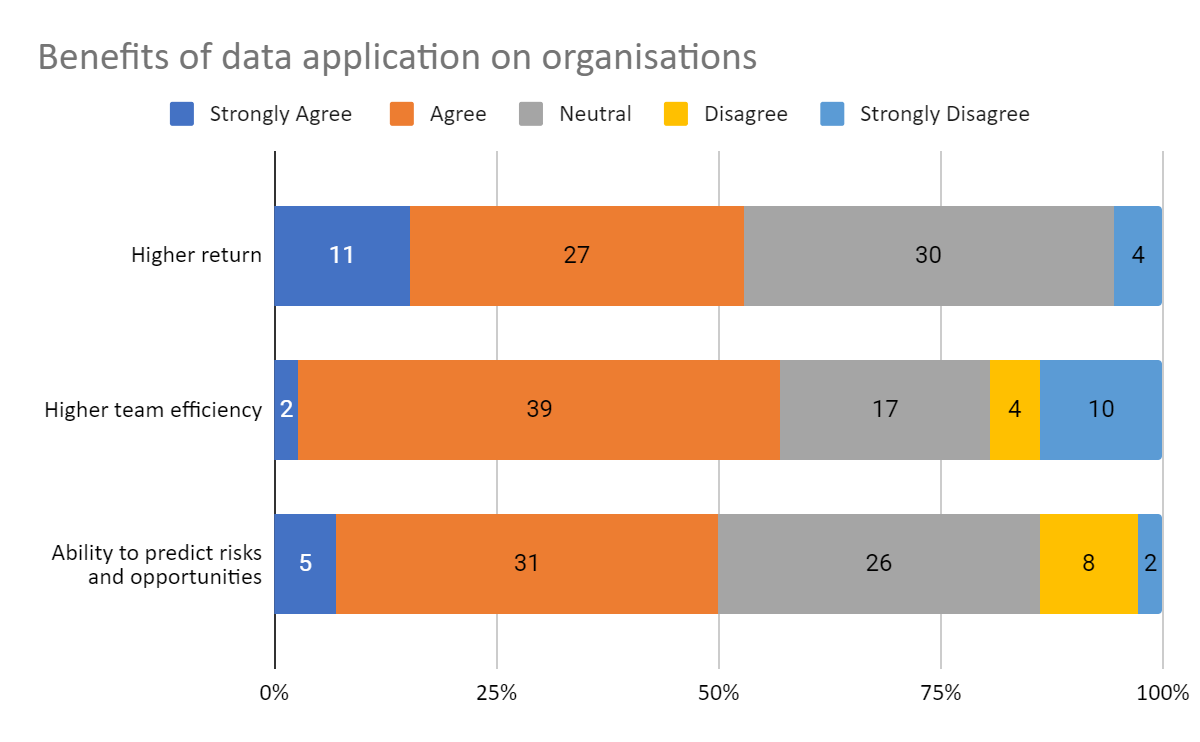 Benefits of data application on organisations
Strongly Agree Agree Neutral Disagree Strongly Disagree
Higher return 11 27 30 4
Higher team efficiency 2 39 17 4 10
Ability to predict risks
and opportunities 5 31 26 8 2
0% 25% 50% 75% 100%